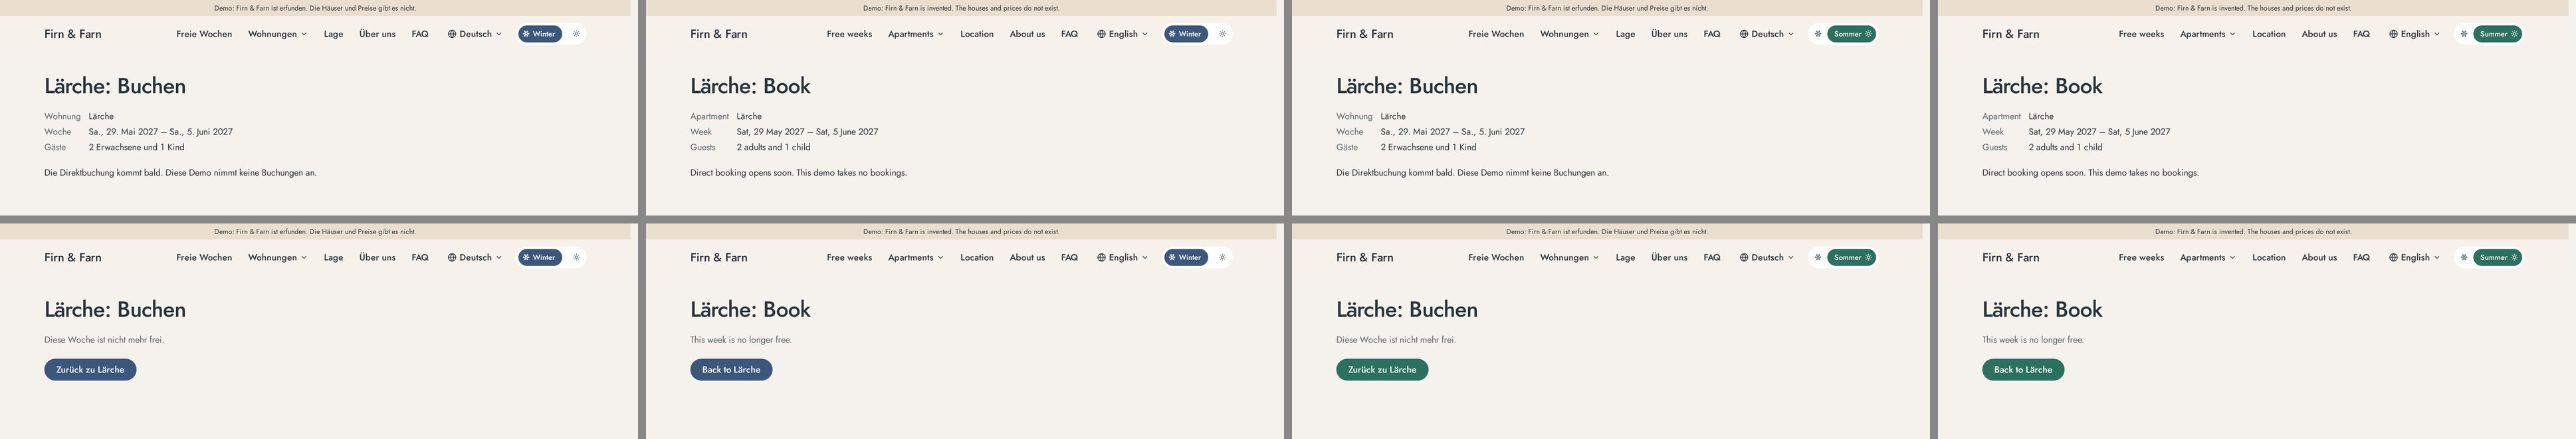 Demo: Firn & Farn ist erfunden. Die Häuser und Preise gibt es nicht.
Firn & Farn Freie Wochen Wohnungen Lage Über uns FAQ Deutsch Winter
Lärche: Buchen
Wohnung Lärche
Woche Sa., 29. Mai 2027 – Sa., 5. Juni 2027
Gäste 2 Erwachsene und 1 Kind
Die Direktbuchung kommt bald. Diese Demo nimmt keine Buchungen an.
Demo: Firn & Farn is invented. The houses and prices do not exist.
Firn & Farn Free weeks Apartments Location About us FAQ English Winter
Lärche: Book
Apartment Lärche
Week Sat, 29 May 2027 – Sat, 5 June 2027
Guests 2 adults and 1 child
Direct booking opens soon. This demo takes no bookings.
Demo: Firn & Farn ist erfunden. Die Häuser und Preise gibt es nicht.
Firn & Farn Freie Wochen Wohnungen Lage Über uns FAQ Deutsch Sommer
Lärche: Buchen
Wohnung Lärche
Woche Sa., 29. Mai 2027 – Sa., 5. Juni 2027
Gäste 2 Erwachsene und 1 Kind
Die Direktbuchung kommt bald. Diese Demo nimmt keine Buchungen an.
Demo: Firn & Farn is invented. The houses and prices do not exist.
Firn & Farn Free weeks Apartments Location About us FAQ English Summer
Lärche: Book
Apartment Lärche
Week Sat, 29 May 2027 – Sat, 5 June 2027
Guests 2 adults and 1 child
Direct booking opens soon. This demo takes no bookings.
Demo: Firn & Farn ist erfunden. Die Häuser und Preise gibt es nicht.
Firn & Farn Freie Wochen Wohnungen Lage Über uns FAQ Deutsch Winter
Lärche: Buchen
Diese Woche ist nicht mehr frei.
Zurück zu Lärche
Demo: Firn & Farn is invented. The houses and prices do not exist.
Firn & Farn Free weeks Apartments Location About us FAQ English Winter
Lärche: Book
This week is no longer free.
Back to Lärche
Demo: Firn & Farn ist erfunden. Die Häuser und Preise gibt es nicht.
Firn & Farn Freie Wochen Wohnungen Lage Über uns FAQ Deutsch Sommer
Lärche: Buchen
Diese Woche ist nicht mehr frei.
Zurück zu Lärche
Demo: Firn & Farn is invented. The houses and prices do not exist.
Firn & Farn Free weeks Apartments Location About us FAQ English Summer
Lärche: Book
This week is no longer free.
Back to Lärche